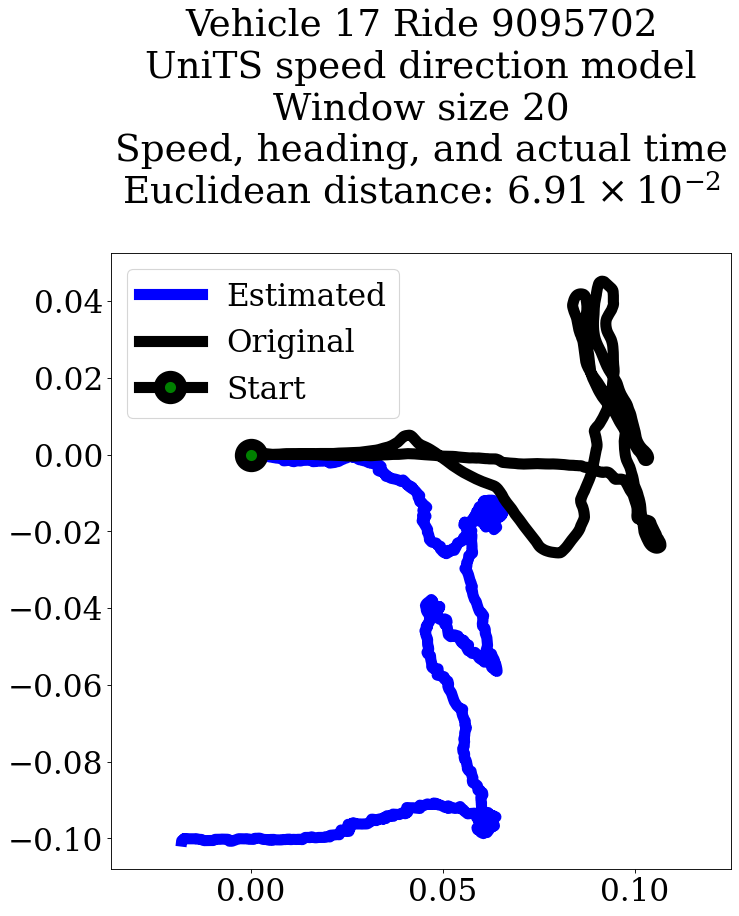 Vehicle 17 Ride 9095702
UniTS speed direction model
Window size 20
Speed, heading, and actual time
Euclidean distance: 6.91 × 10⁻²
Estimated
Original
Start
0.04
0.02
0.00
−0.02
−0.04
−0.06
−0.08
−0.10
0.00 0.05 0.10